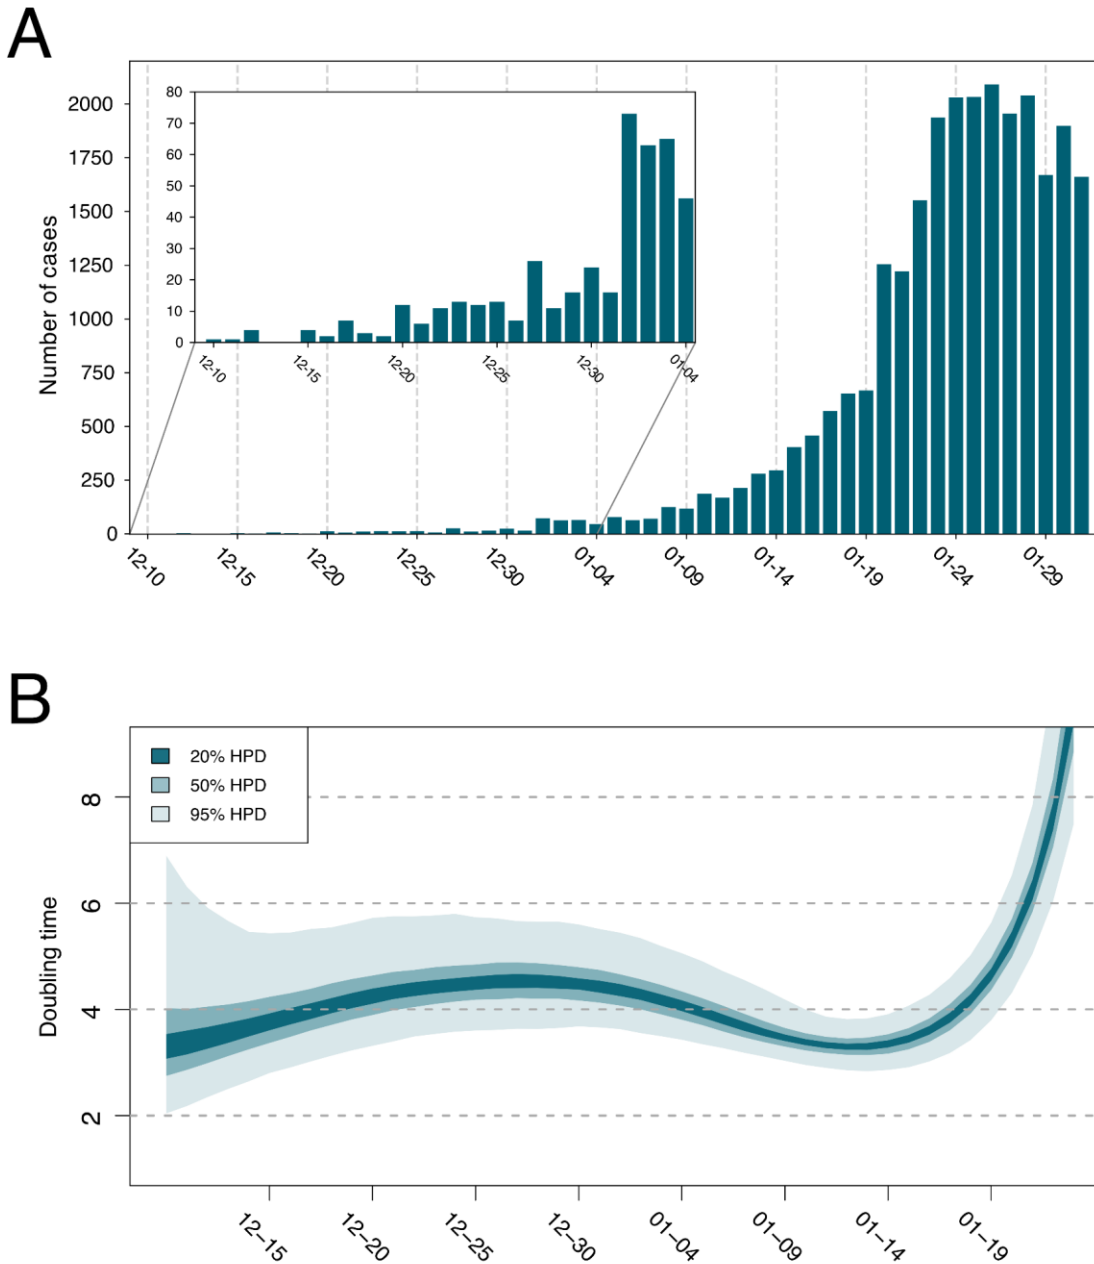 A
Number of cases
2000
1750
1500
1250
1000
750
500
250
0
80
70
60
50
40
30
20
10
0
12-10 12-15 12-20 12-25 12-30 01-04
12-10 12-15 12-20 12-25 12-30 01-04 01-09 01-14 01-19 01-24 01-29
B
20% HPD
50% HPD
95% HPD
Doubling time
8
6
4
2
12–15 12–20 12–25 12–30 01–04 01–09 01–14 01–19